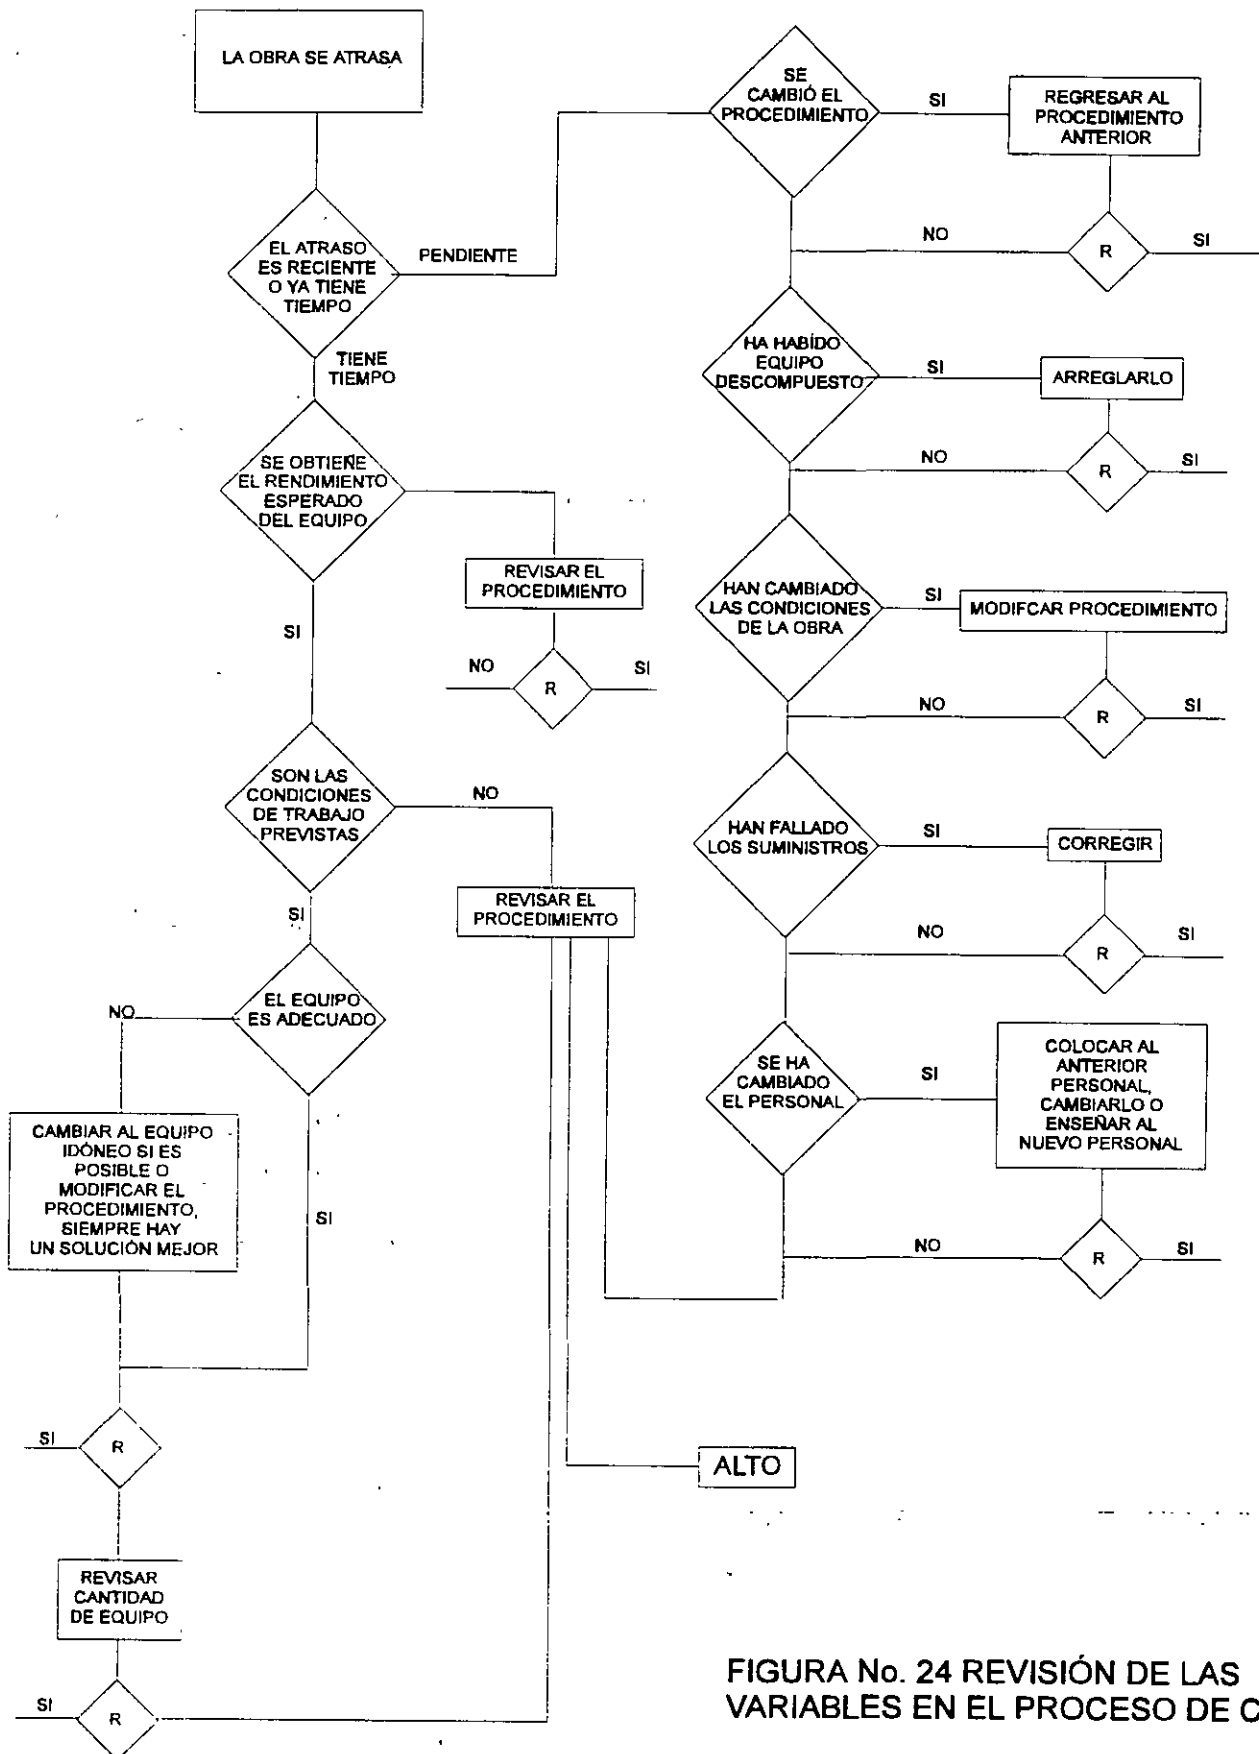 LA OBRA SE ATRASA
EL ATRASO
ES RECIENTE
O YA TIENE
TIEMPO
PENDIENTE
TIENE
TIEMPO
SE OBTIENE
EL RENDIMIENTO
ESPERADO
DEL EQUIPO
REVISAR EL
PROCEDIMIENTO
NO
R
SI
SI
SON LAS
CONDICIONES
DE TRABAJO
PREVISTAS
NO
REVISAR EL
PROCEDIMIENTO
SI
EL EQUIPO
ES ADECUADO
NO
CAMBIAR AL EQUIPO
IDÓNEO SI ES
POSIBLE O
MODIFICAR EL
PROCEDIMIENTO,
SIEMPRE HAY
UN SOLUCIÓN MEJOR
SI
SI
R
REVISAR
CANTIDAD
DE EQUIPO
SI
R
SE
CAMBIÓ EL
PROCEDIMIENTO
SI
REGRESAR AL
PROCEDIMIENTO
ANTERIOR
NO
R
SI
HA HABÍDO
EQUIPO
DESCOMPUESTO
SI
ARREGLARLO
NO
R
SI
HAN CAMBIADO
LAS CONDICIONES
DE LA OBRA
SI
MODIFCAR PROCEDIMIENTO
NO
R
SI
HAN FALLADO
LOS SUMINISTROS
SI
CORREGIR
NO
R
SI
SE HA
CAMBIADO
EL PERSONAL
SI
COLOCAR AL
ANTERIOR
PERSONAL,
CAMBIARLO O
ENSEÑAR AL
NUEVO PERSONAL
NO
R
SI
ALTO
FIGURA No. 24 REVISIÓN DE LAS
VARIABLES EN EL PROCESO DE C